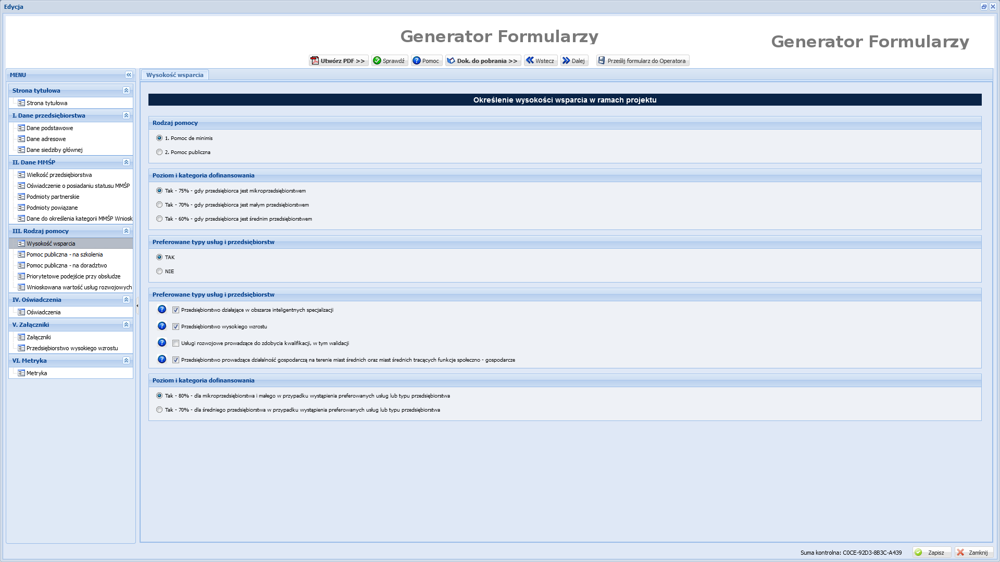 Edycja
Generator Formularzy
Generator Formularzy
Utwórz PDF >>
Sprawdź
Pomoc
Dok. do pobrania >>
Wstecz
Dalej
Prześlij formularz do Operatora
MENU
Strona tytułowa
Strona tytułowa
I. Dane przedsiębiorstwa
Dane podstawowe
Dane adresowe
Dane siedziby głównej
II. Dane MMŚP
Wielkość przedsiębiorstwa
Oświadczenie o posiadaniu statusu MMŚP
Podmioty partnerskie
Podmioty powiązane
Dane do określenia kategorii MMŚP Wniosk
III. Rodzaj pomocy
Wysokość wsparcia
Pomoc publiczna - na szkolenia
Pomoc publiczna - na doradztwo
Priorytetowe podejście przy obsłudze
Wnioskowana wartość usług rozwojowych
IV. Oświadczenia
Oświadczenia
V. Załączniki
Załączniki
Przedsiębiorstwo wysokiego wzrostu
VI. Metryka
Metryka
Wysokość wsparcia
Określenie wysokości wsparcia w ramach projektu
Rodzaj pomocy
1. Pomoc de minimis
2. Pomoc publiczna
Poziom i kategoria dofinansowania
Tak - 75% - gdy przedsiębiorca jest mikroprzedsiębiorstwem
Tak - 70% - gdy przedsiębiorca jest małym przedsiębiorstwem
Tak - 60% - gdy przedsiębiorca jest średnim przedsiębiorstwem
Preferowane typy usług i przedsiębiorstw
TAK
NIE
Preferowane typy usług i przedsiębiorstw
Przedsiębiorstwo działające w obszarze inteligentnych specjalizacji
Przedsiębiorstwo wysokiego wzrostu
Usługi rozwojowe prowadzące do zdobycia kwalifikacji, w tym walidacji
Przedsiębiorstwo prowadzące działalność gospodarczą na terenie miast średnich oraz miast średnich tracących funkcje społeczno - gospodarcze
Poziom i kategoria dofinansowania
Tak - 80% - dla mikroprzedsiębiorstwa i małego w przypadku wystąpienia preferowanych usług lub typu przedsiębiorstwa
Tak - 70% - dla średniego przedsiębiorstwa w przypadku wystąpienia preferowanych usług lub typu przedsiębiorstwa
Suma kontrolna: C0CE-92D3-8B3C-A439
Zapisz
Zamknij